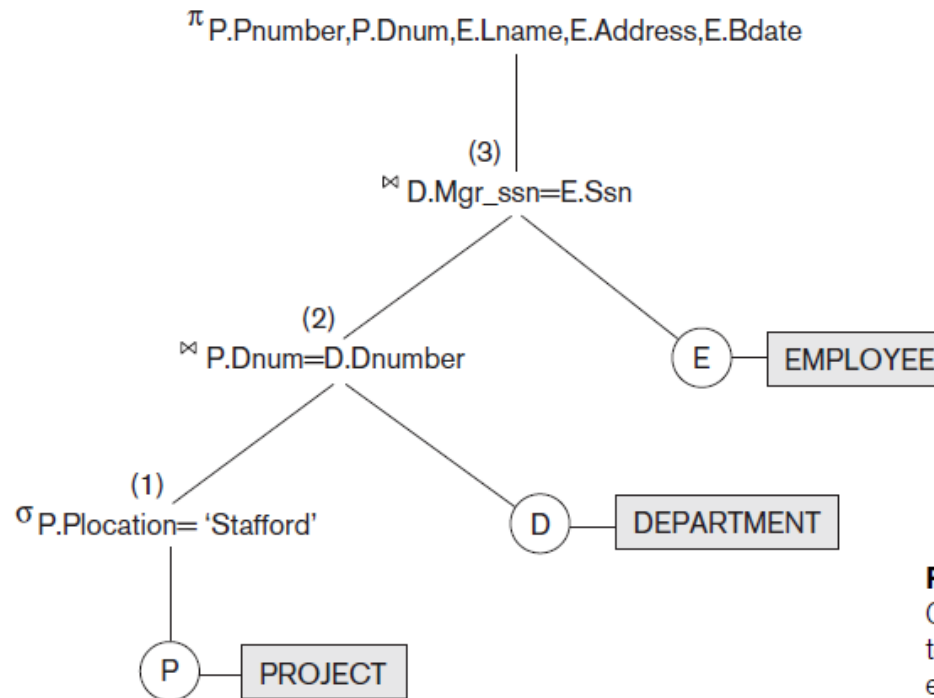 π P.Pnumber,P.Dnum,E.Lname,E.Address,E.Bdate
(3)
⋈ D.Mgr_ssn=E.Ssn
(2)
⋈ P.Dnum=D.Dnumber
E EMPLOYEE
(1)
σ P.Plocation= ‘Stafford’
D DEPARTMENT
P PROJECT